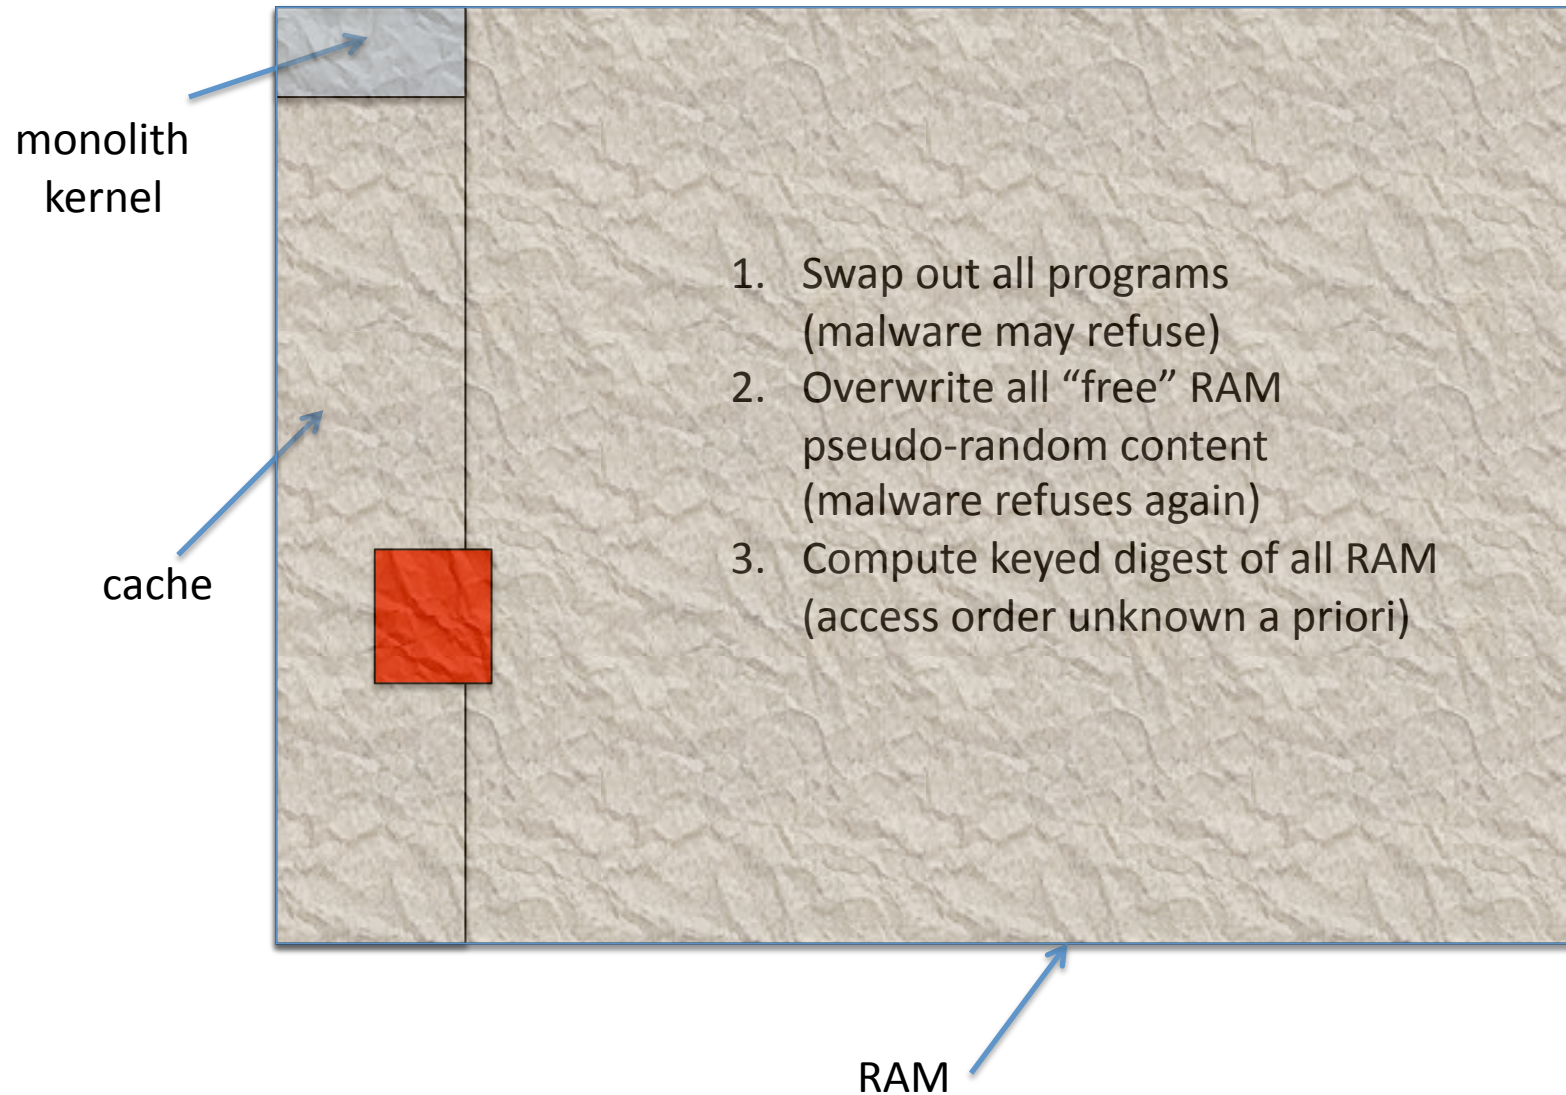 monolith
kernel
1. Swap out all programs
(malware may refuse)
2. Overwrite all “free” RAM
pseudo-random content
(malware refuses again)
cache
3. Compute keyed digest of all RAM
(access order unknown a priori)
RAM